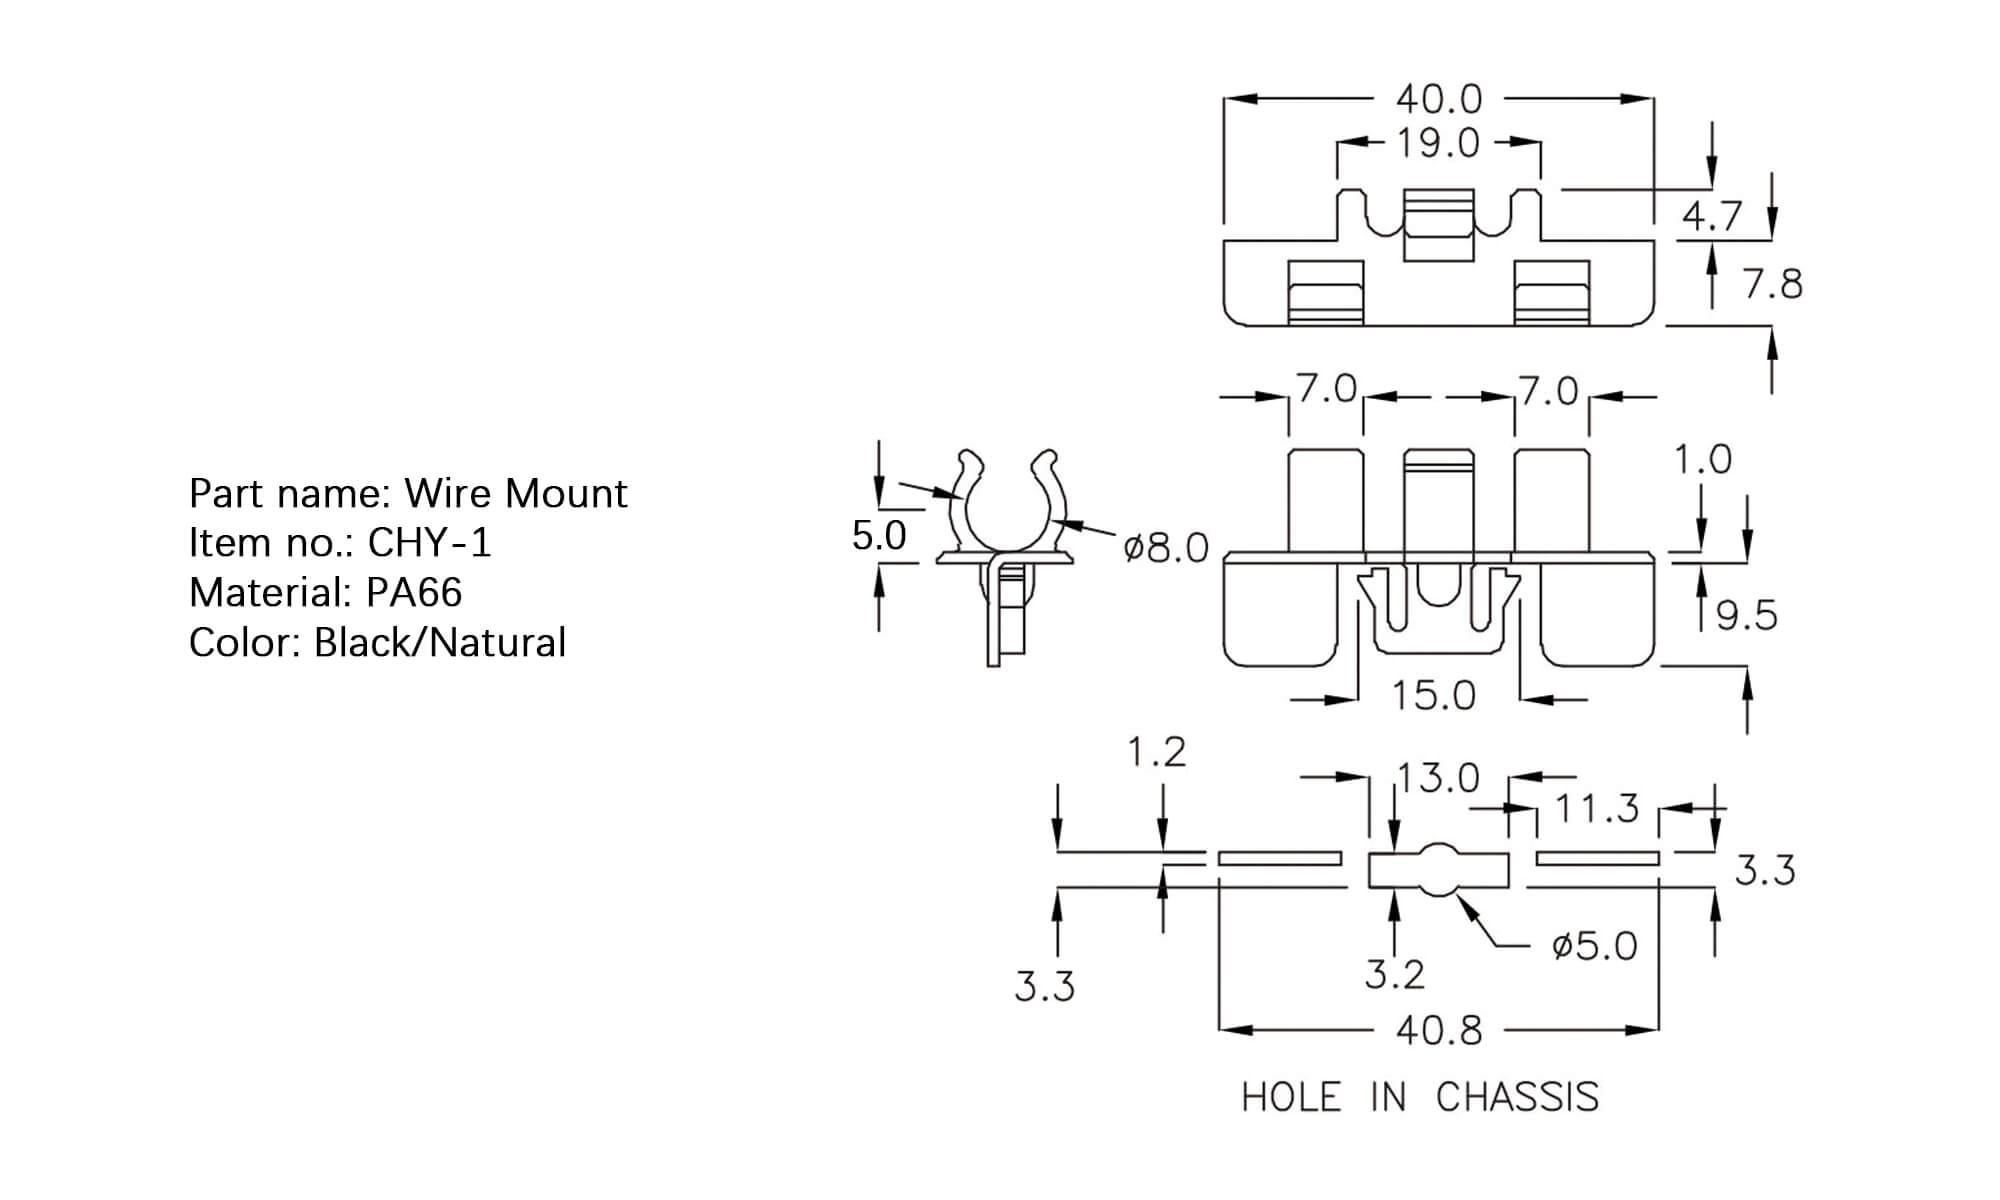 Part name: Wire Mount
Item no.: CHY-1
Material: PA66
Color: Black/Natural
40.0
19.0
4.7
7.8
7.0
7.0
1.0
5.0
ø8.0
9.5
15.0
1.2
13.0
11.3
3.3
ø5.0
3.2
3.3
40.8
HOLE IN CHASSIS